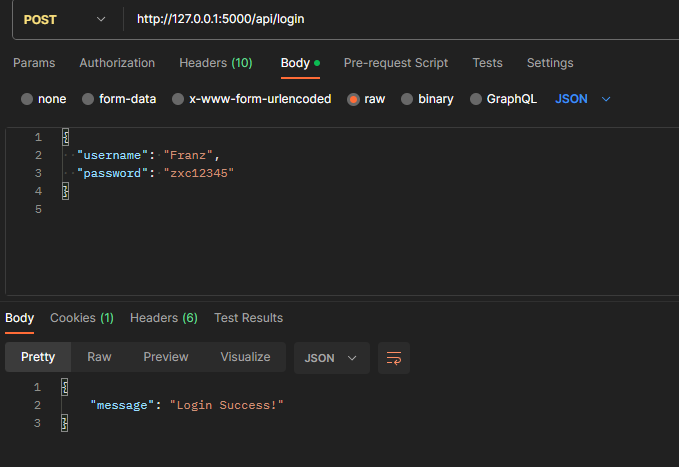 POST http://127.0.0.1:5000/api/login
Params Authorization Headers (10) Body Pre-request Script Tests Settings
none form-data x-www-form-urlencoded raw binary GraphQL JSON
1 {
2 "username": "Franz",
3 "password": "zxc12345"
4 }
5
Body Cookies (1) Headers (6) Test Results
Pretty Raw Preview Visualize JSON
1 {
2 "message": "Login Success!"
3 }